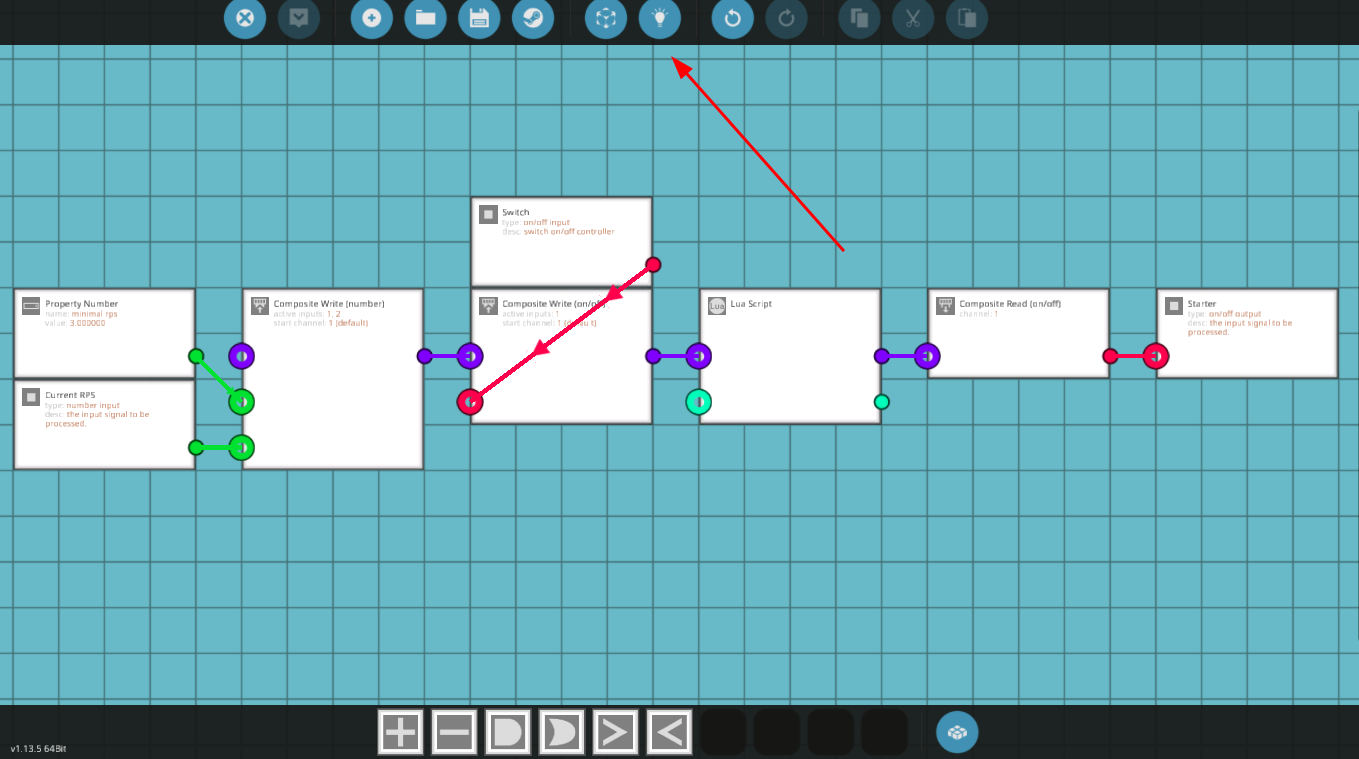 Switch
type: on/off input
desc: switch on/off controller
Property Number
name: minimal rps
value: 3.000000
Current RPS
type: number input
desc: the input signal to be
processed.
Composite Write (number)
active inputs: 1, 2
start channel: 1 (default)
Composite Write (on/off)
active inputs: 1
start channel: 1 (default)
Lua
Lua Script
Composite Read (on/off)
channel: 1
Starter
type: on/off output
desc: the input signal to be
processed.
v1.13.5 64Bit